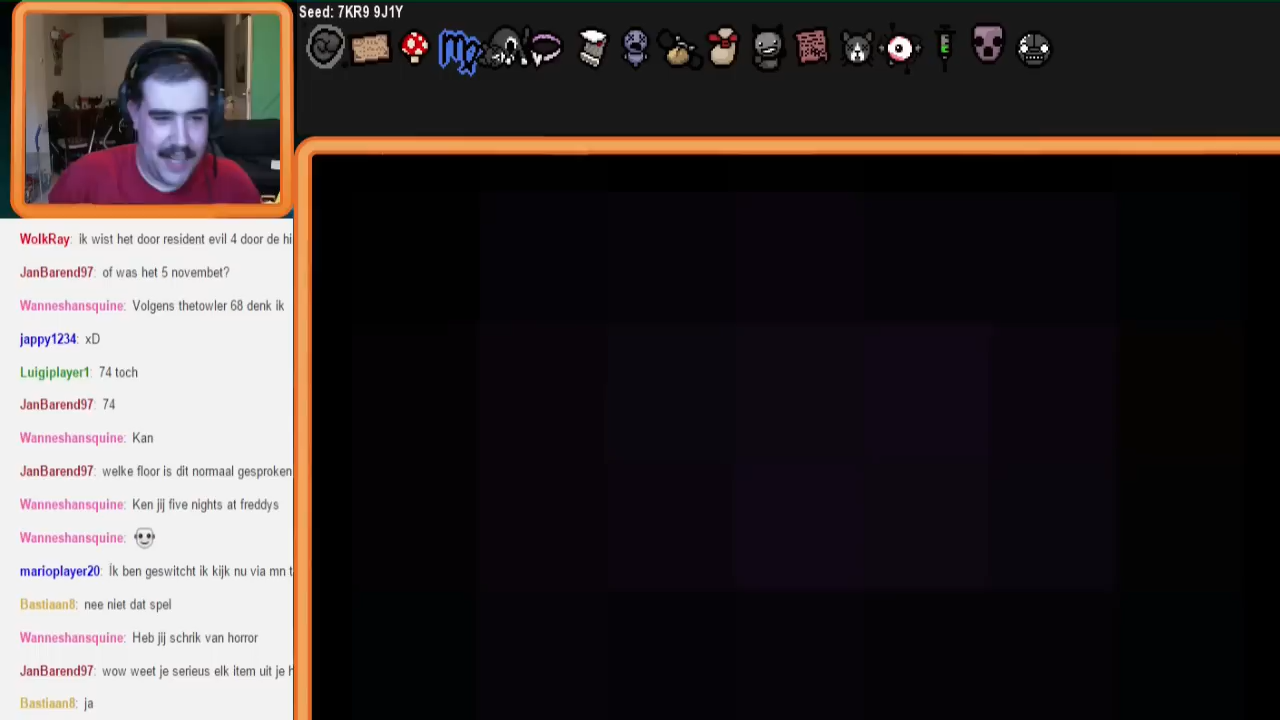 Seed: 7KR9 9J1Y
WolkRay: ik wist het door resident evil 4 door de hi
JanBarend97: of was het 5 novembet?
Wanneshansquine: Volgens thetowler 68 denk ik
jappy1234: xD
Luigiplayer1: 74 toch
JanBarend97: 74
Wanneshansquine: Kan
JanBarend97: welke floor is dit normaal gesproken
Wanneshansquine: Ken jij five nights at freddys
Wanneshansquine:
marioplayer20: Ík ben geswitcht ik kijk nu via mn t
Bastiaan8: nee niet dat spel
Wanneshansquine: Heb jij schrik van horror
JanBarend97: wow weet je serieus elk item uit je h
Bastiaan8: ja